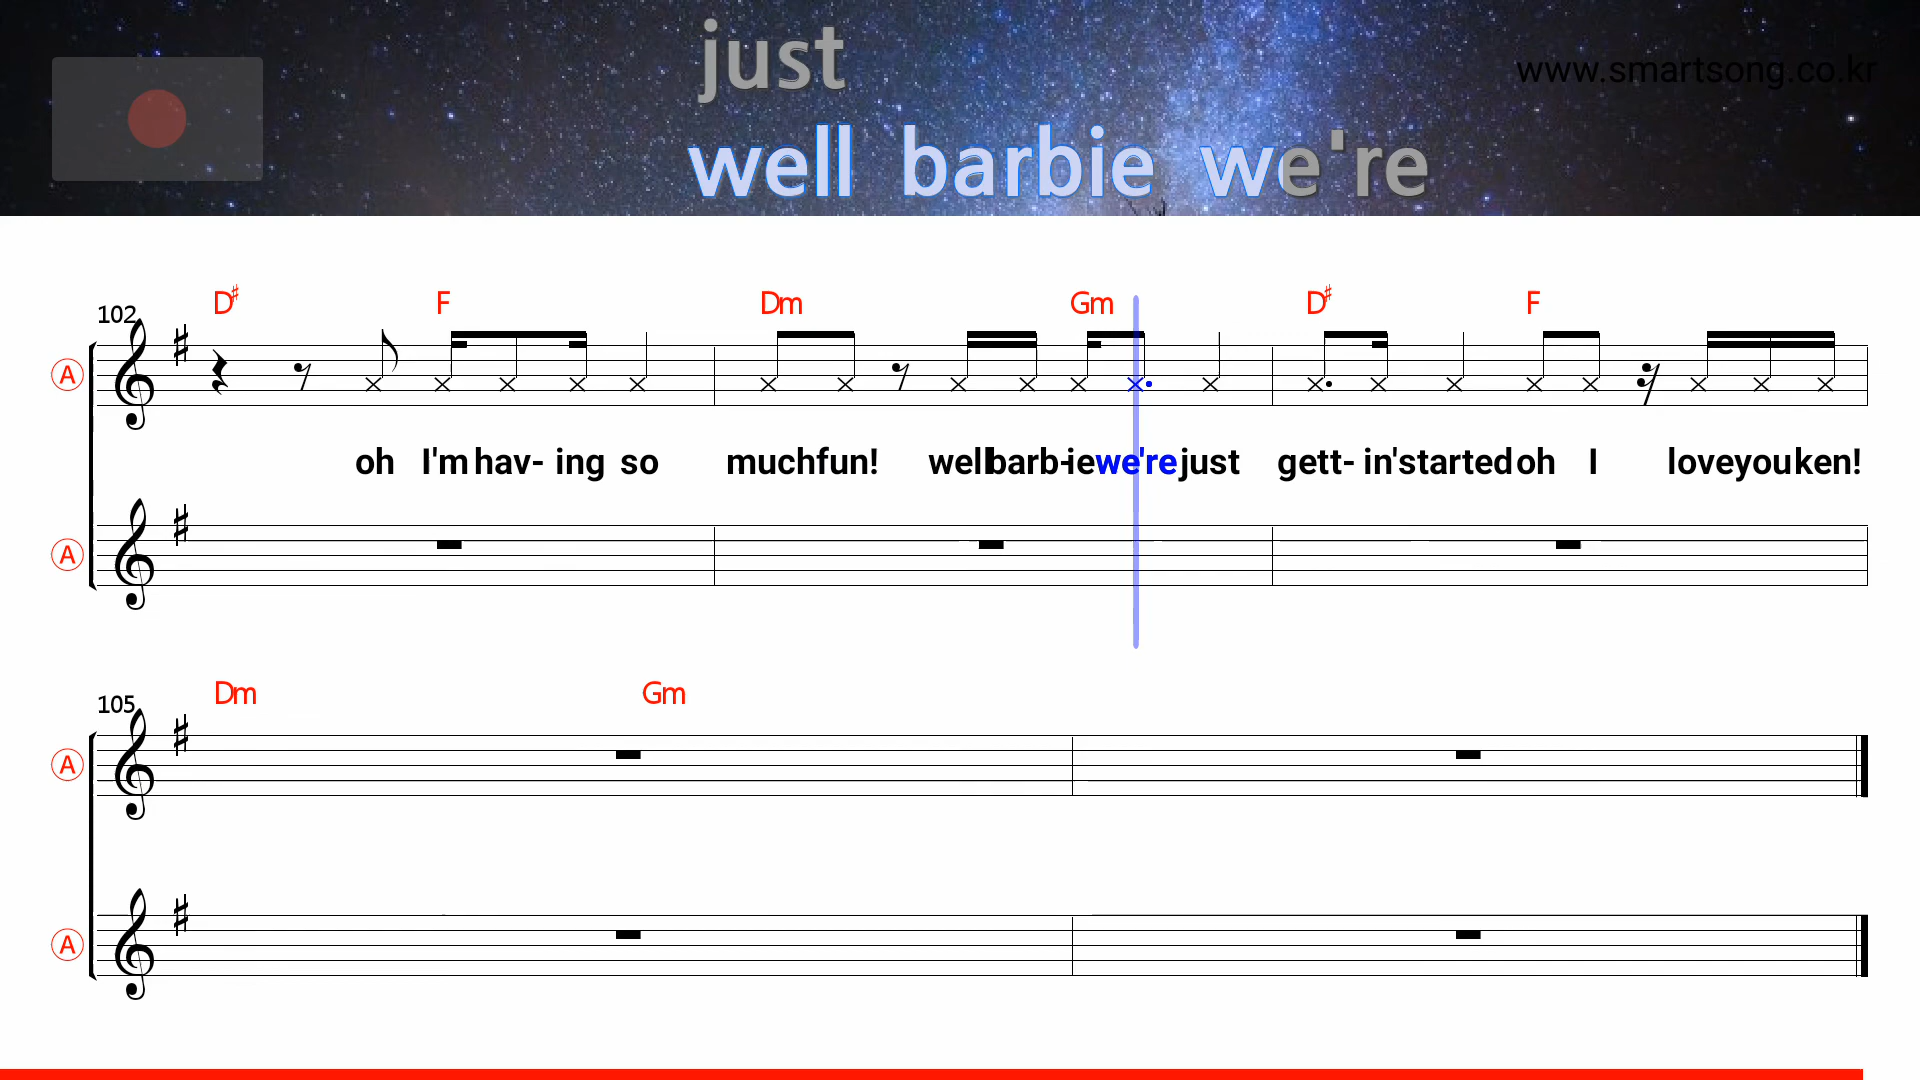 just
www.smartsong.co.kr
well barbie we're
D♯ F Dm Gm D♯ F
102
A
oh I'm hav- ing so much fun! well barb- ie we're just gett- in' started oh I love you ken!
A
Dm Gm
105
A
A